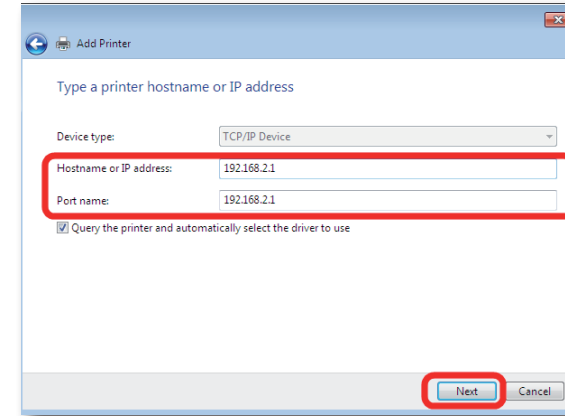 Add Printer
Type a printer hostname or IP address
Device type: TCP/IP Device
Hostname or IP address: 192.168.2.1
Port name: 192.168.2.1
Query the printer and automatically select the driver to use
Next Cancel